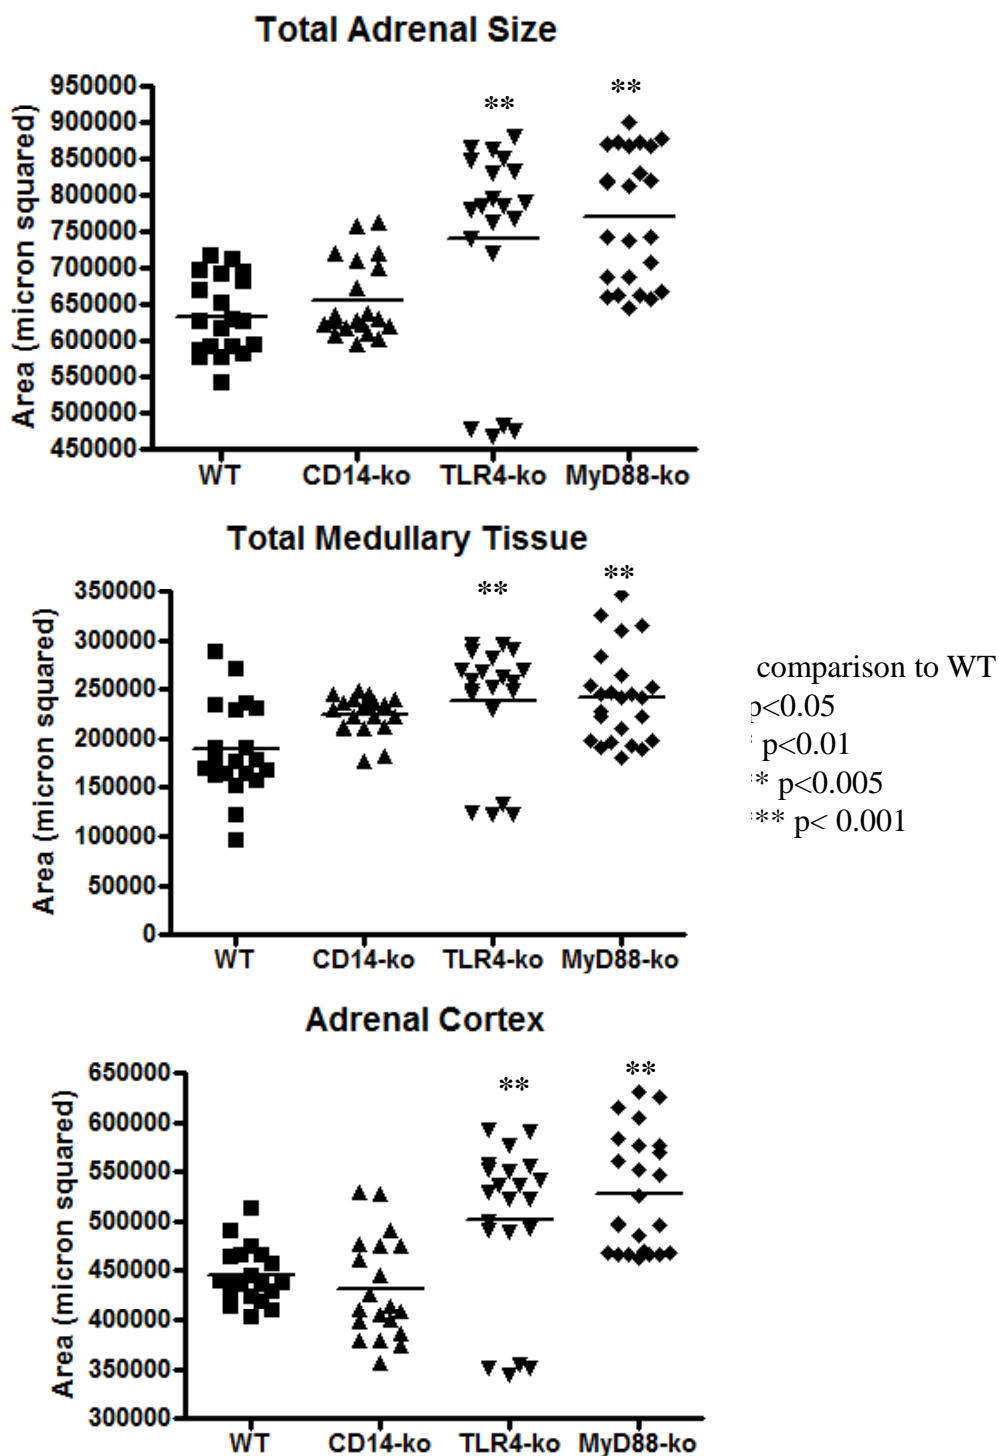 Total Adrenal Size
Area (micron squared)
950000
900000
850000
800000
750000
700000
650000
600000
550000
500000
450000
** **
WT CD14-ko TLR4-ko MyD88-ko
Total Medullary Tissue
Area (micron squared)
350000
300000
250000
200000
150000
100000
50000
0
** **
WT CD14-ko TLR4-ko MyD88-ko
comparison to WT
p<0.05
* p<0.01
** p<0.005
*** p< 0.001
Adrenal Cortex
Area (micron squared)
650000
600000
550000
500000
450000
400000
350000
300000
** **
WT CD14-ko TLR4-ko MyD88-ko